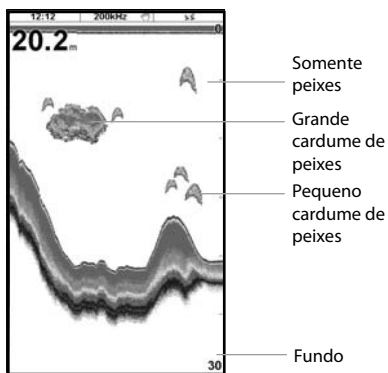 12:12 200kHz
0
20.2m
Somente
peixes
Grande
cardume de
peixes
Pequeno
cardume de
peixes
Fundo
30